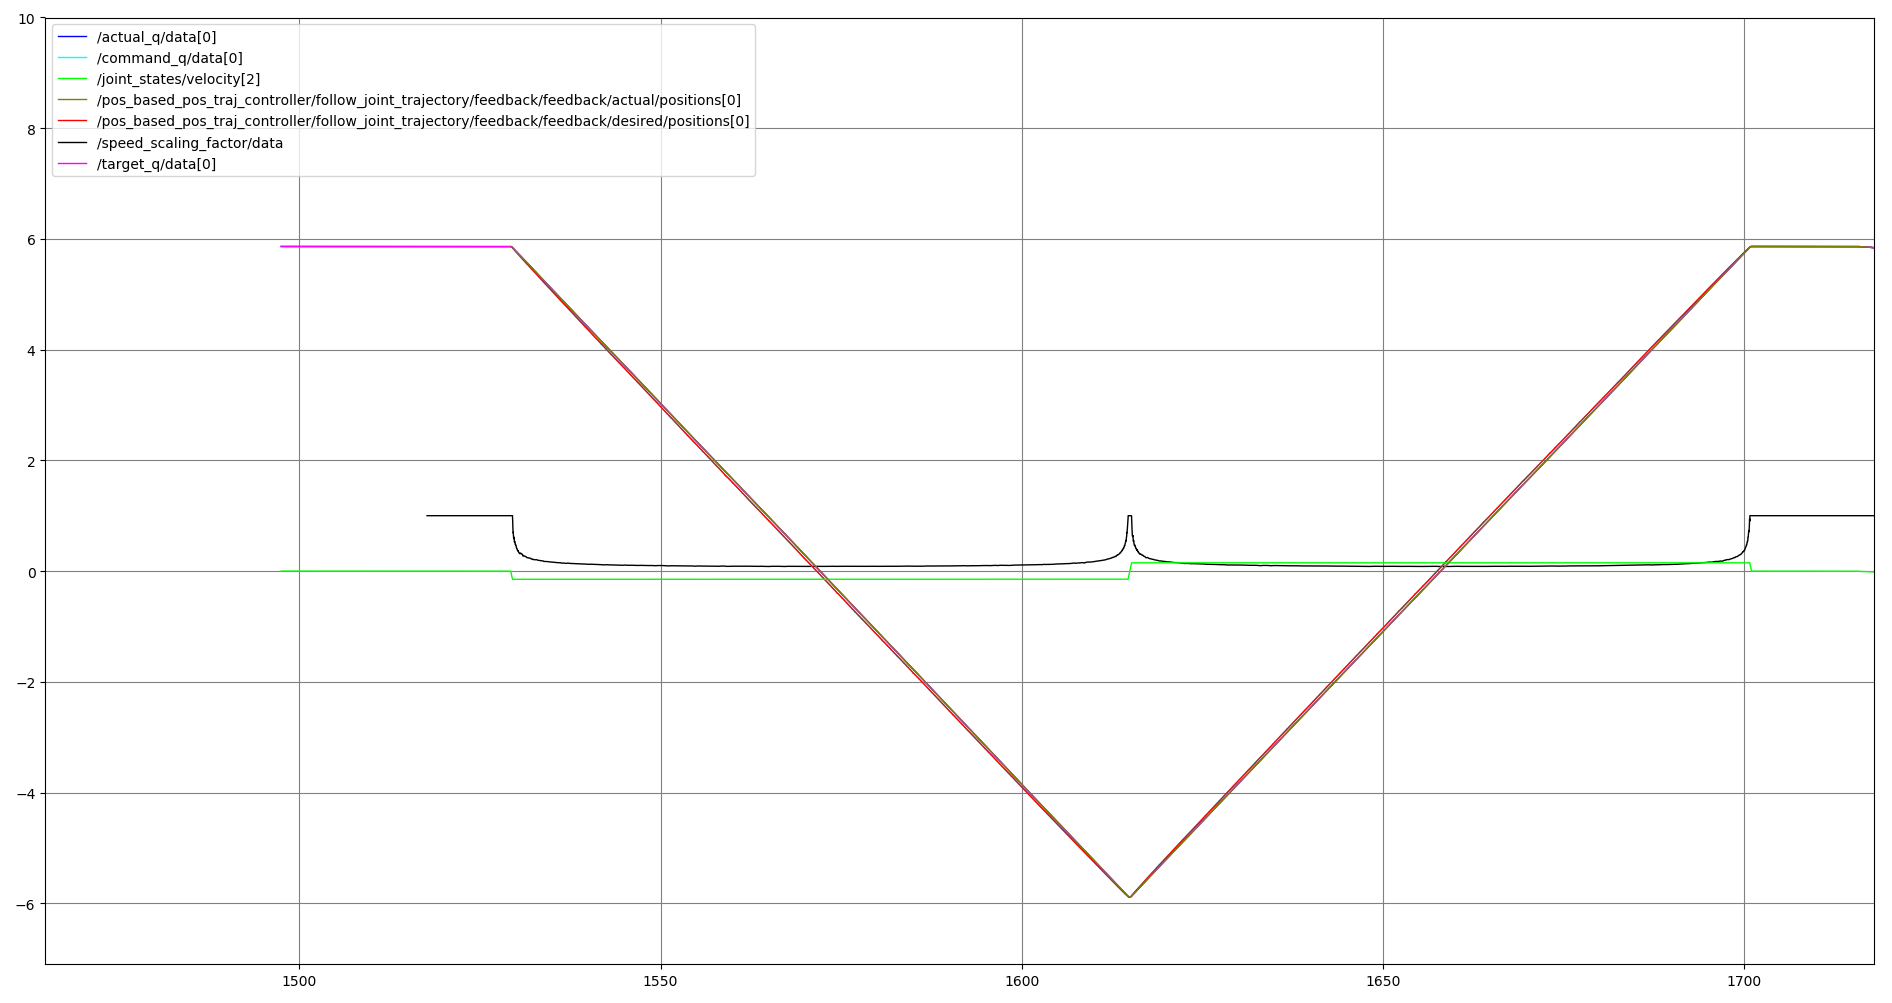 10
8
6
4
2
0
−2
−4
−6
/actual_q/data[0]
/command_q/data[0]
/joint_states/velocity[2]
/pos_based_pos_traj_controller/follow_joint_trajectory/feedback/feedback/actual/positions[0]
/pos_based_pos_traj_controller/follow_joint_trajectory/feedback/feedback/desired/positions[0]
/speed_scaling_factor/data
/target_q/data[0]
1500 1550 1600 1650 1700